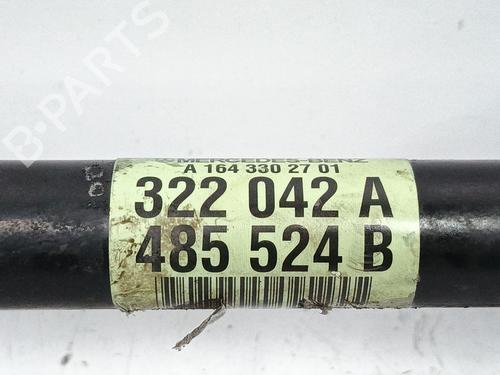 B-PARTS
MERCEDES-BENZ
A 164 330 27 01
322 042 A
485 524 B